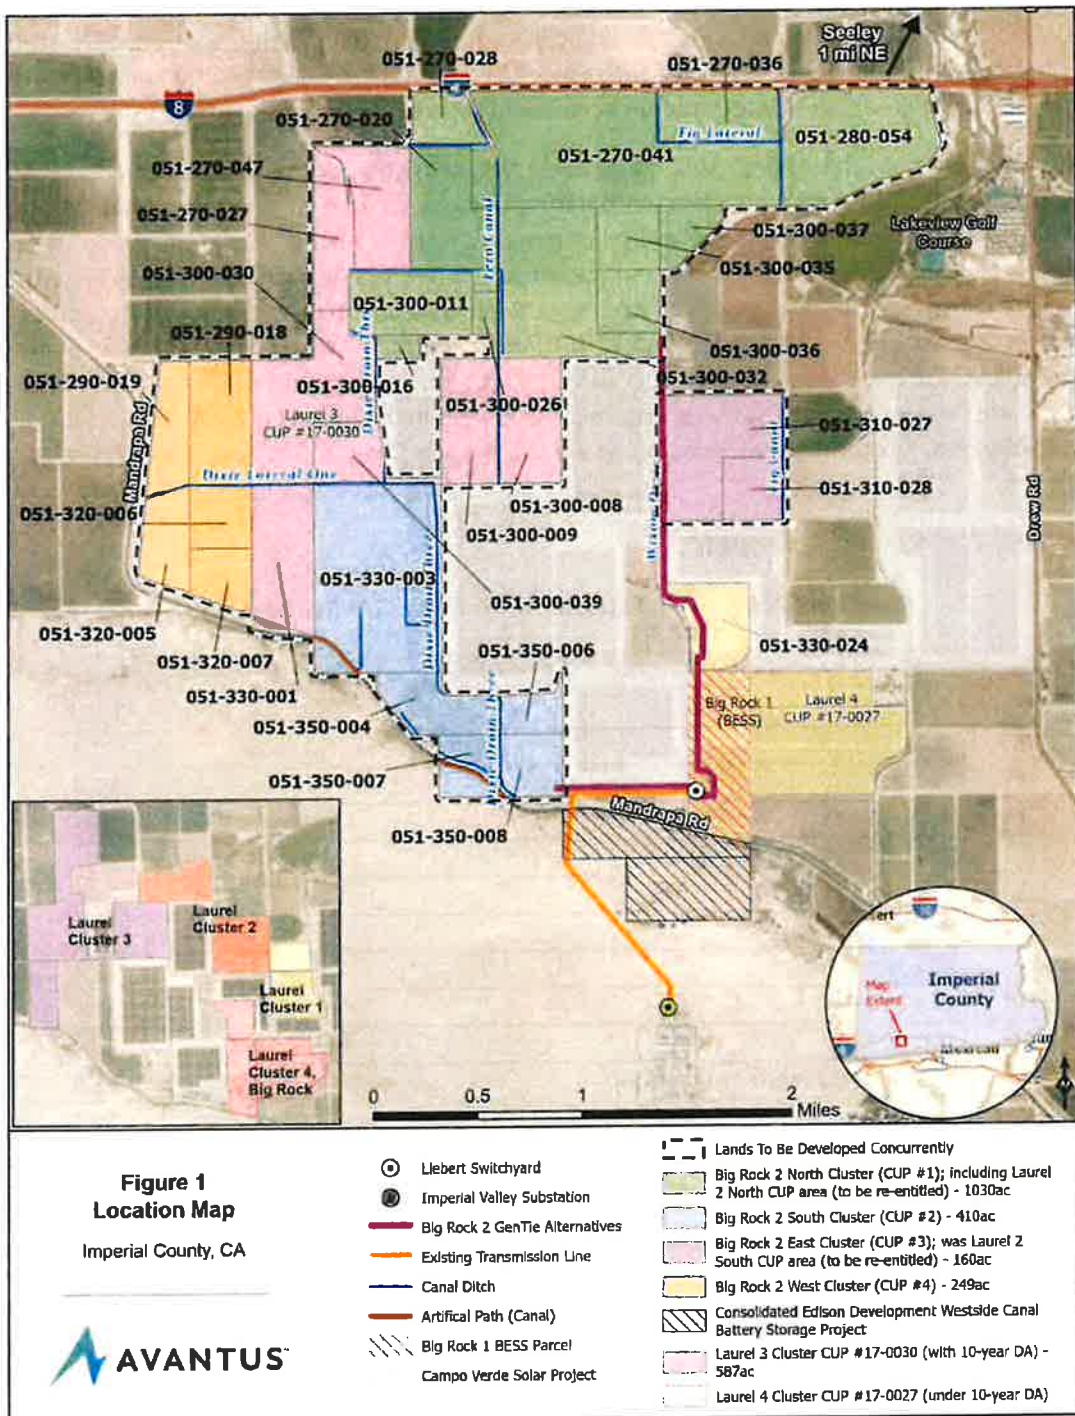 Seeley
1 mi NE
051-270-028
051-270-036
8
051-270-020
Fig Lateral
051-280-054
051-270-041
051-270-047
051-270-027
Fern Canal
051-300-037
Lakeview Golf
Course
051-300-035
051-300-030
051-300-011
051-290-018
051-300-036
051-290-019
051-300-016
051-300-032
Laurel 3
CUP #17-0030
051-300-026
051-310-027
Fig Canal
Mandrapa Rd
Dixie Lateral One
051-310-028
051-320-006
051-300-008
051-300-009
Drew Rd
051-330-003
051-300-039
051-320-005
051-320-007
051-350-006
051-330-024
051-330-001
Big Rock 1
(BESS)
Laurel 4
CUP #17-0027
051-350-004
051-350-007
Mandrapa Rd
051-350-008
Laurel
Cluster 3
Laurel
Cluster 2
Laurel
Cluster 1
Laurel
Cluster 4,
Big Rock
Imperial
County
Map
Extent
Mexicali
0 0.5 1 2
Miles
Figure 1
Location Map
Imperial County, CA
AVANTUS
Liebert Switchyard
Imperial Valley Substation
Big Rock 2 GenTie Alternatives
Existing Transmission Line
Canal Ditch
Artifical Path (Canal)
Big Rock 1 BESS Parcel
Campo Verde Solar Project
Lands To Be Developed Concurrently
Big Rock 2 North Cluster (CUP #1); including Laurel
2 North CUP area (to be re-entitled) - 1030ac
Big Rock 2 South Cluster (CUP #2) - 410ac
Big Rock 2 East Cluster (CUP #3); was Laurel 2
South CUP area (to be re-entitled) - 160ac
Big Rock 2 West Cluster (CUP #4) - 249ac
Consolidated Edison Development Westside Canal
Battery Storage Project
Laurel 3 Cluster CUP #17-0030 (with 10-year DA) -
587ac
Laurel 4 Cluster CUP #17-0027 (under 10-year DA)